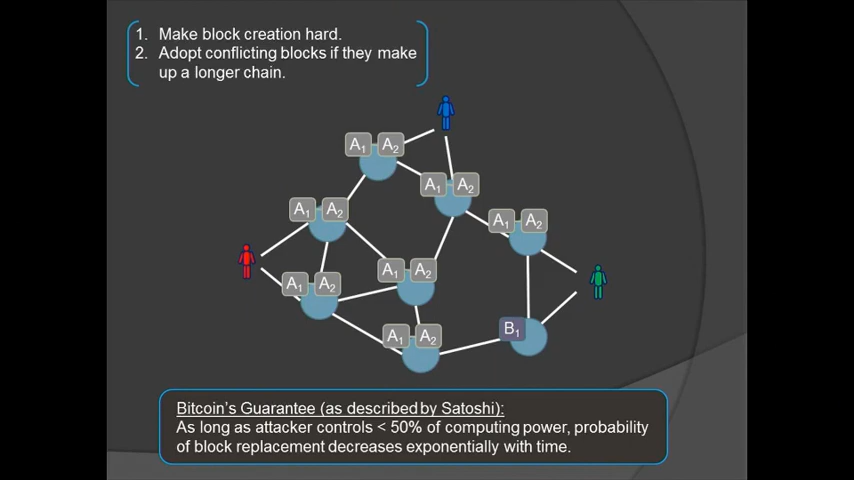 1. Make block creation hard.
2. Adopt conflicting blocks if they make
up a longer chain.
A1 A2
A1 A2
A1 A2
A1 A2
A1 A2
A1 A2
A1 A2
B1
Bitcoin's Guarantee (as described by Satoshi):
As long as attacker controls < 50% of computing power, probability
of block replacement decreases exponentially with time.